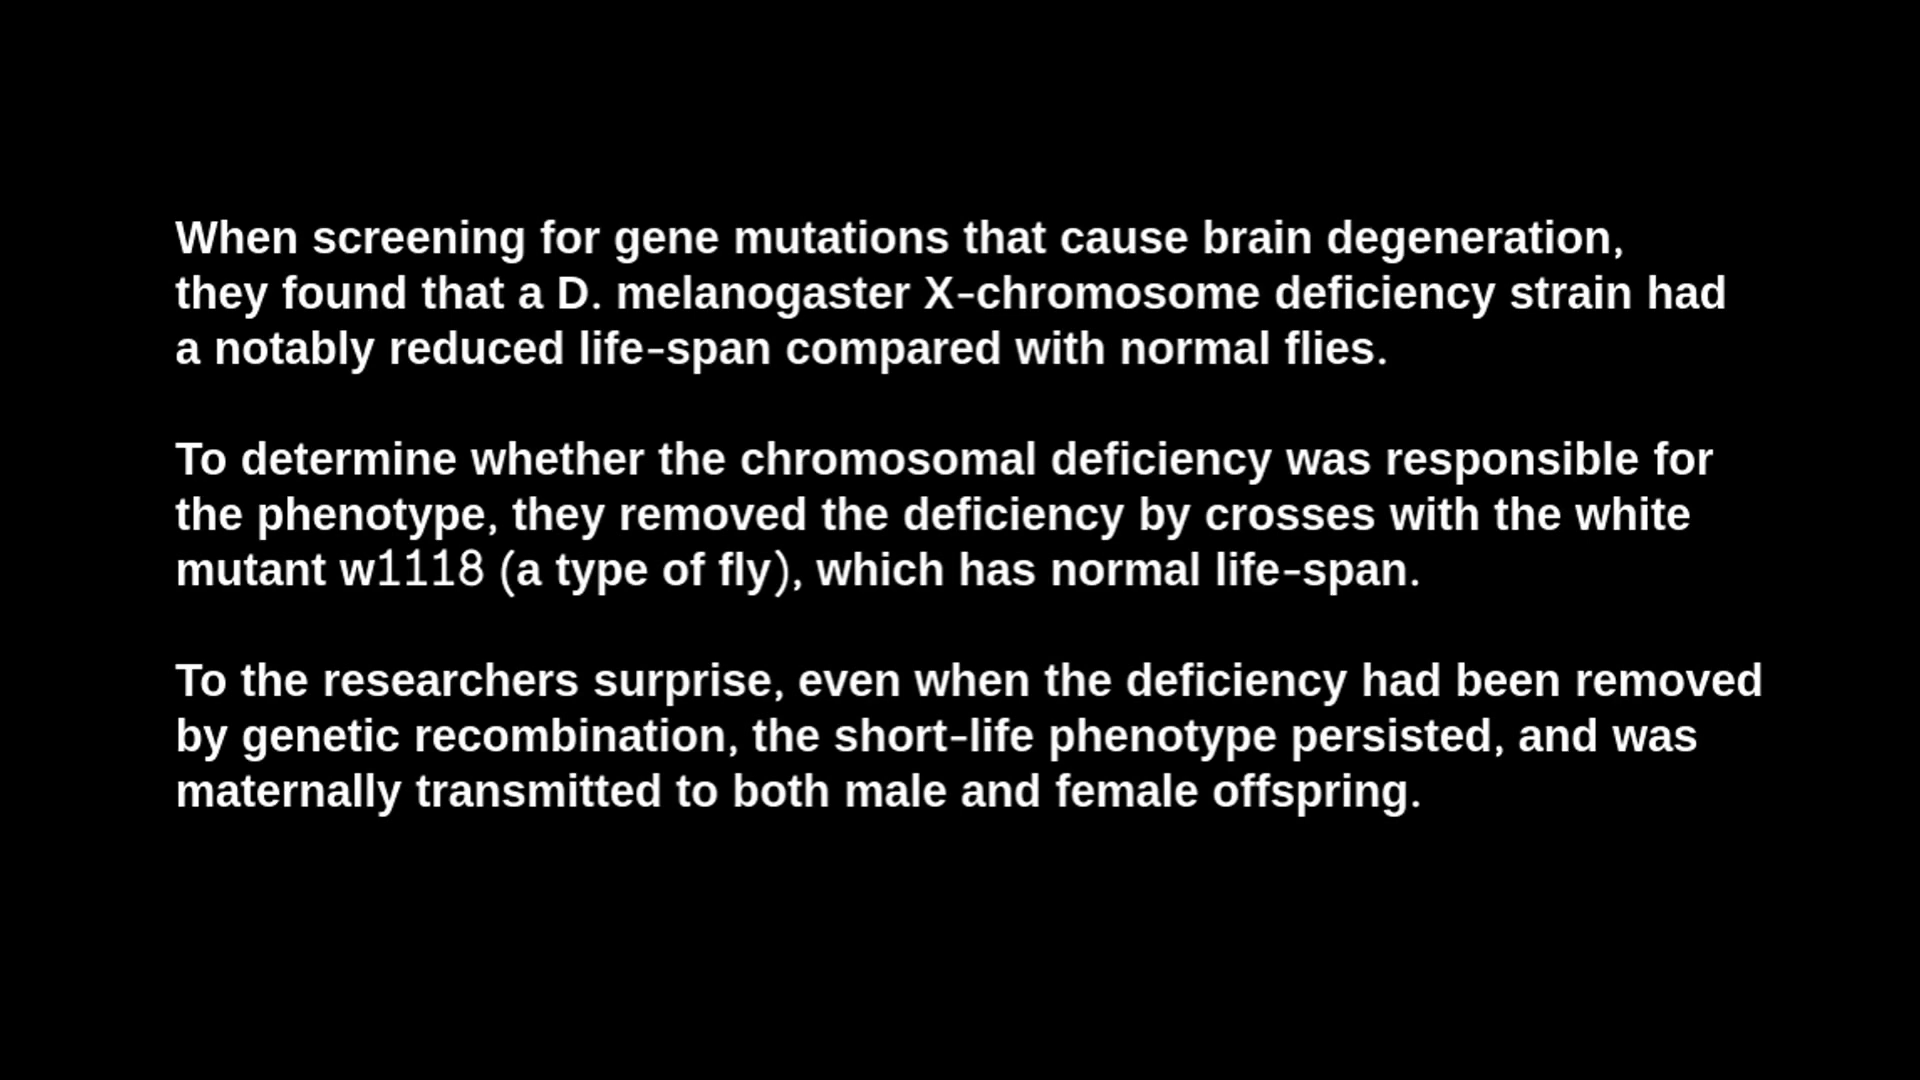 When screening for gene mutations that cause brain degeneration,
they found that a D. melanogaster X-chromosome deficiency strain had
a notably reduced life-span compared with normal flies.
To determine whether the chromosomal deficiency was responsible for
the phenotype, they removed the deficiency by crosses with the white
mutant w1118 (a type of fly), which has normal life-span.
To the researchers surprise, even when the deficiency had been removed
by genetic recombination, the short-life phenotype persisted, and was
maternally transmitted to both male and female offspring.